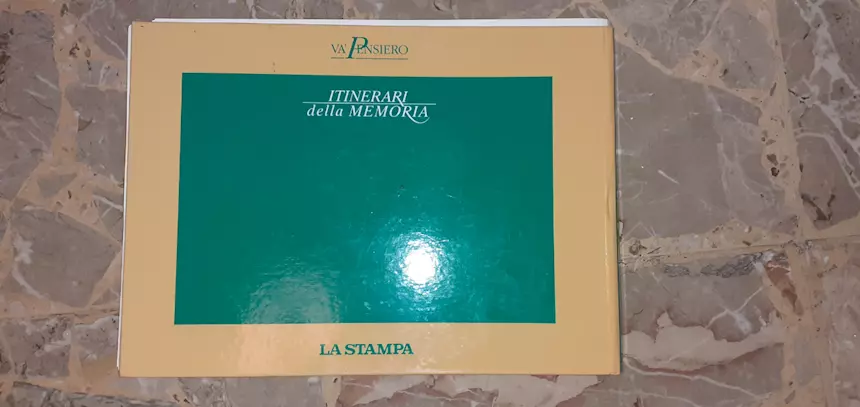 VA PENSIERO
ITINERARI
della MEMORIA
LA STAMPA